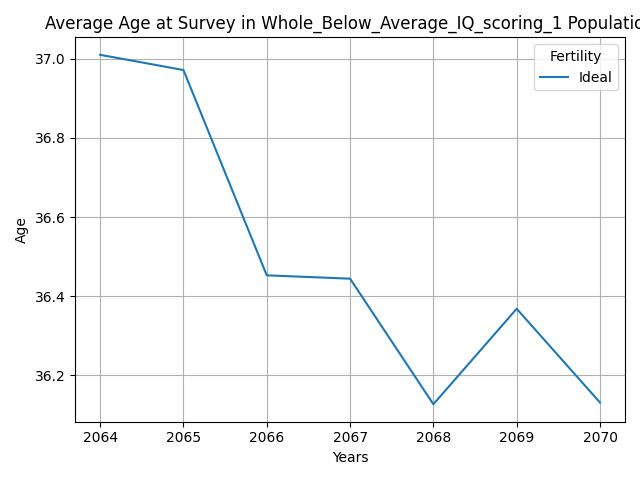 Average Age at Survey in Whole_Below_Average_IQ_scoring_1 Populatio
Fertility
Ideal
37.0
36.8
36.6
36.4
36.2
Age
2064 2065 2066 2067 2068 2069 2070
Years